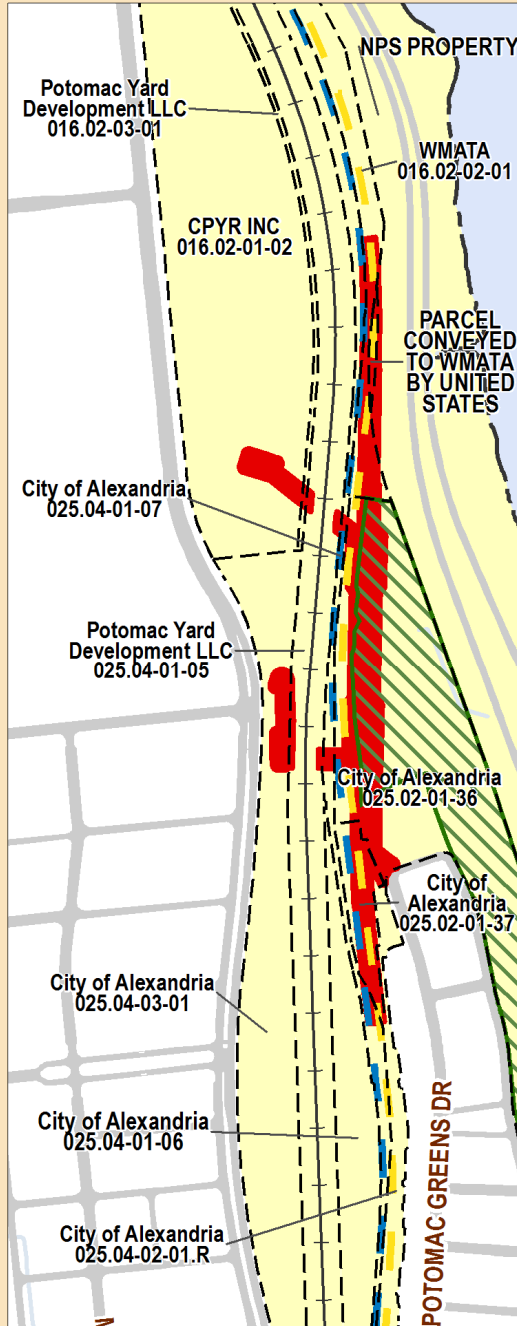 NPS PROPERTY
Potomac Yard
Development LLC
016.02-03-01
WMATA
016.02-02-01
CPYR INC
016.02-01-02
PARCEL
CONVEYED
TO WMATA
BY UNITED
STATES
City of Alexandria
025.04-01-07
Potomac Yard
Development LLC
025.04-01-05
City of Alexandria
025.02-01-36
City of
Alexandria
025.02-01-37
City of Alexandria
025.04-03-01
City of Alexandria
025.04-01-06
City of Alexandria
025.04-02-01.R
POTOMAC GREENS DR